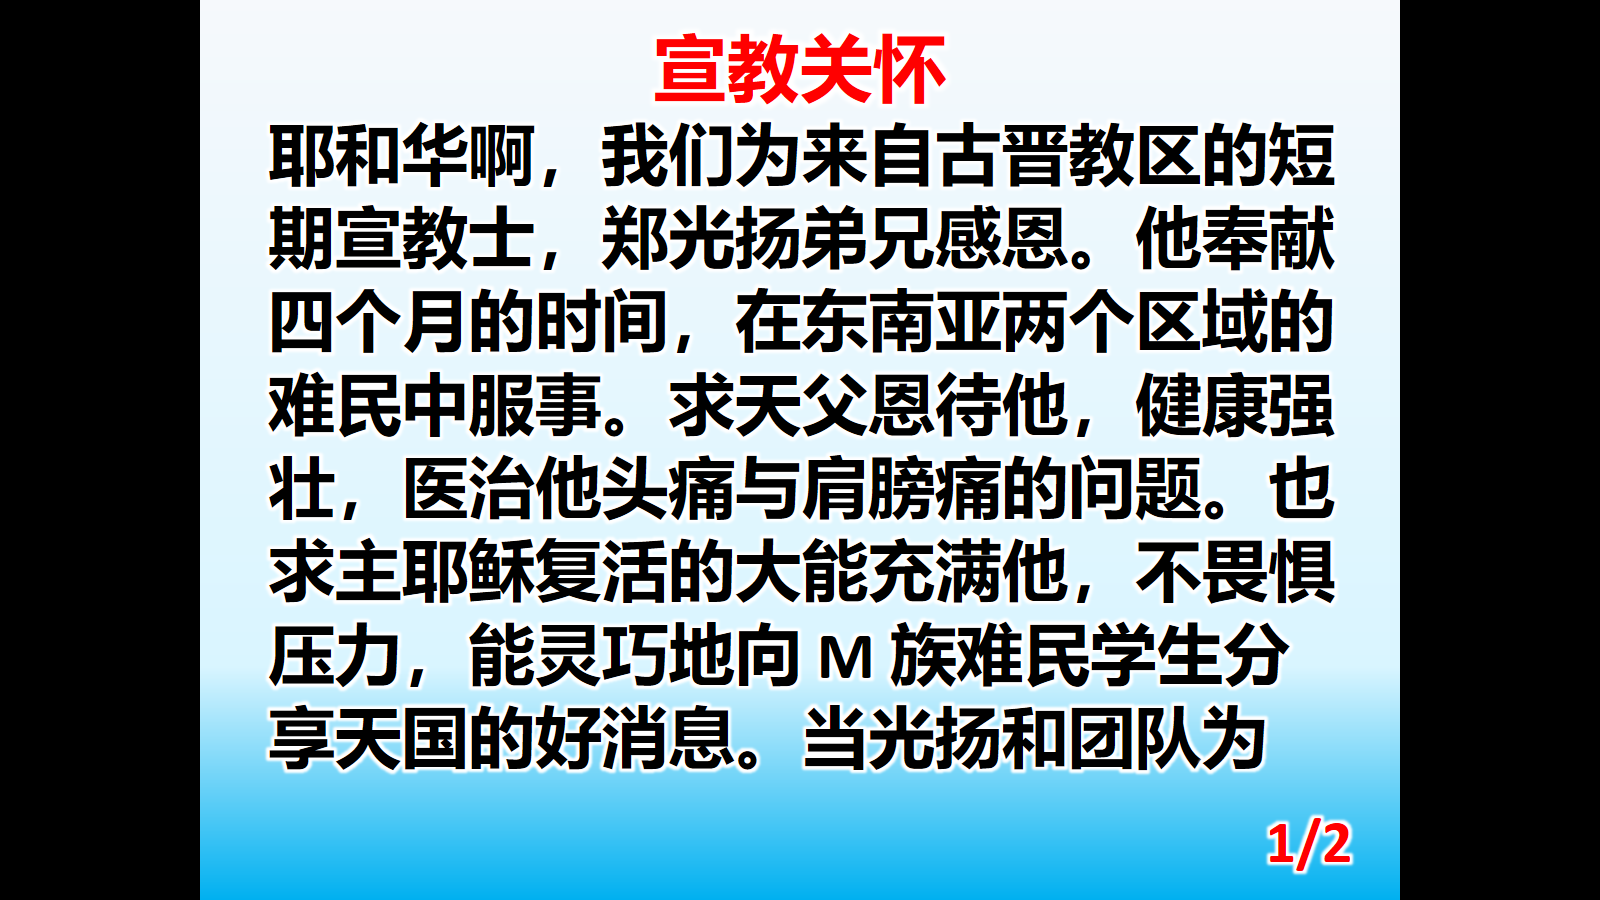 宣教关怀
耶和华啊，我们为来自古晋教区的短
期宣教士，郑光扬弟兄感恩。他奉献
四个月的时间，在东南亚两个区域的
难民中服事。求天父恩待他，健康强
壮，医治他头痛与肩膀痛的问题。也
求主耶稣复活的大能充满他，不畏惧
压力，能灵巧地向 M 族难民学生分
享天国的好消息。当光扬和团队为
1/2